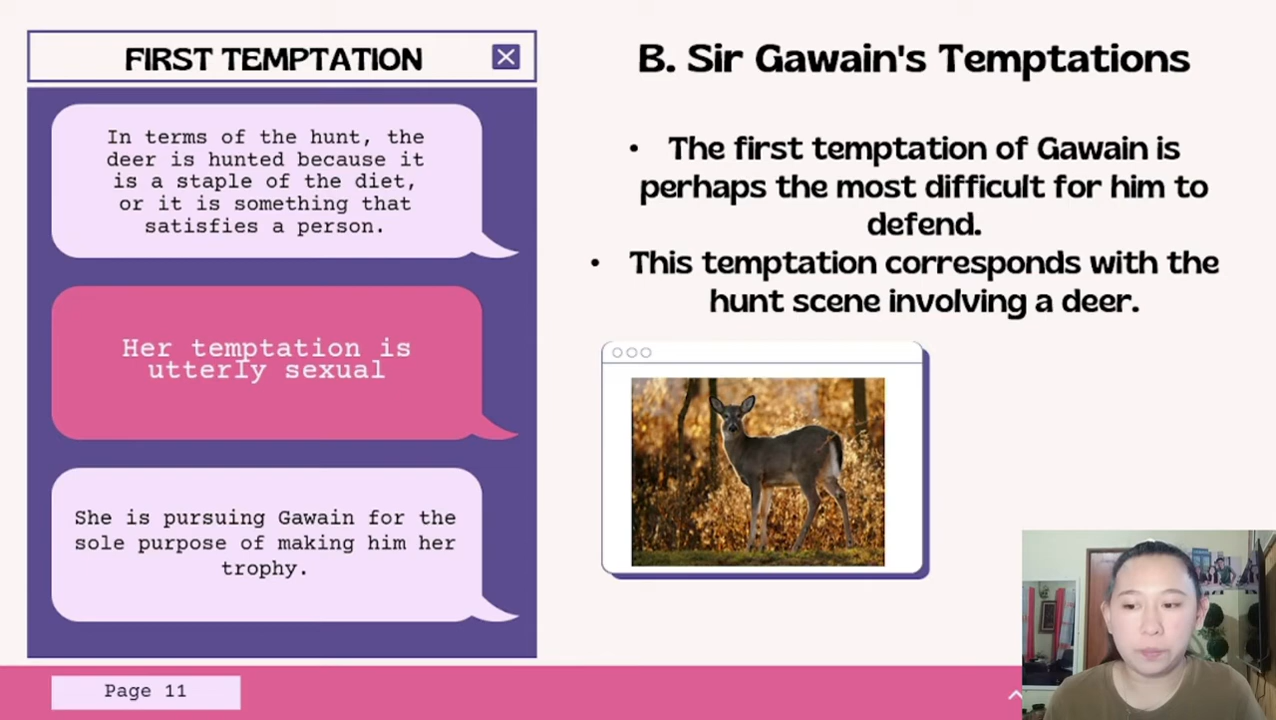 FIRST TEMPTATION
In terms of the hunt, the
deer is hunted because it
is a staple of the diet,
or it is something that
satisfies a person.
Her temptation is
utterly sexual
She is pursuing Gawain for the
sole purpose of making him her
trophy.
Page 11
B. Sir Gawain's Temptations
• The first temptation of Gawain is
perhaps the most difficult for him to
defend.
• This temptation corresponds with the
hunt scene involving a deer.